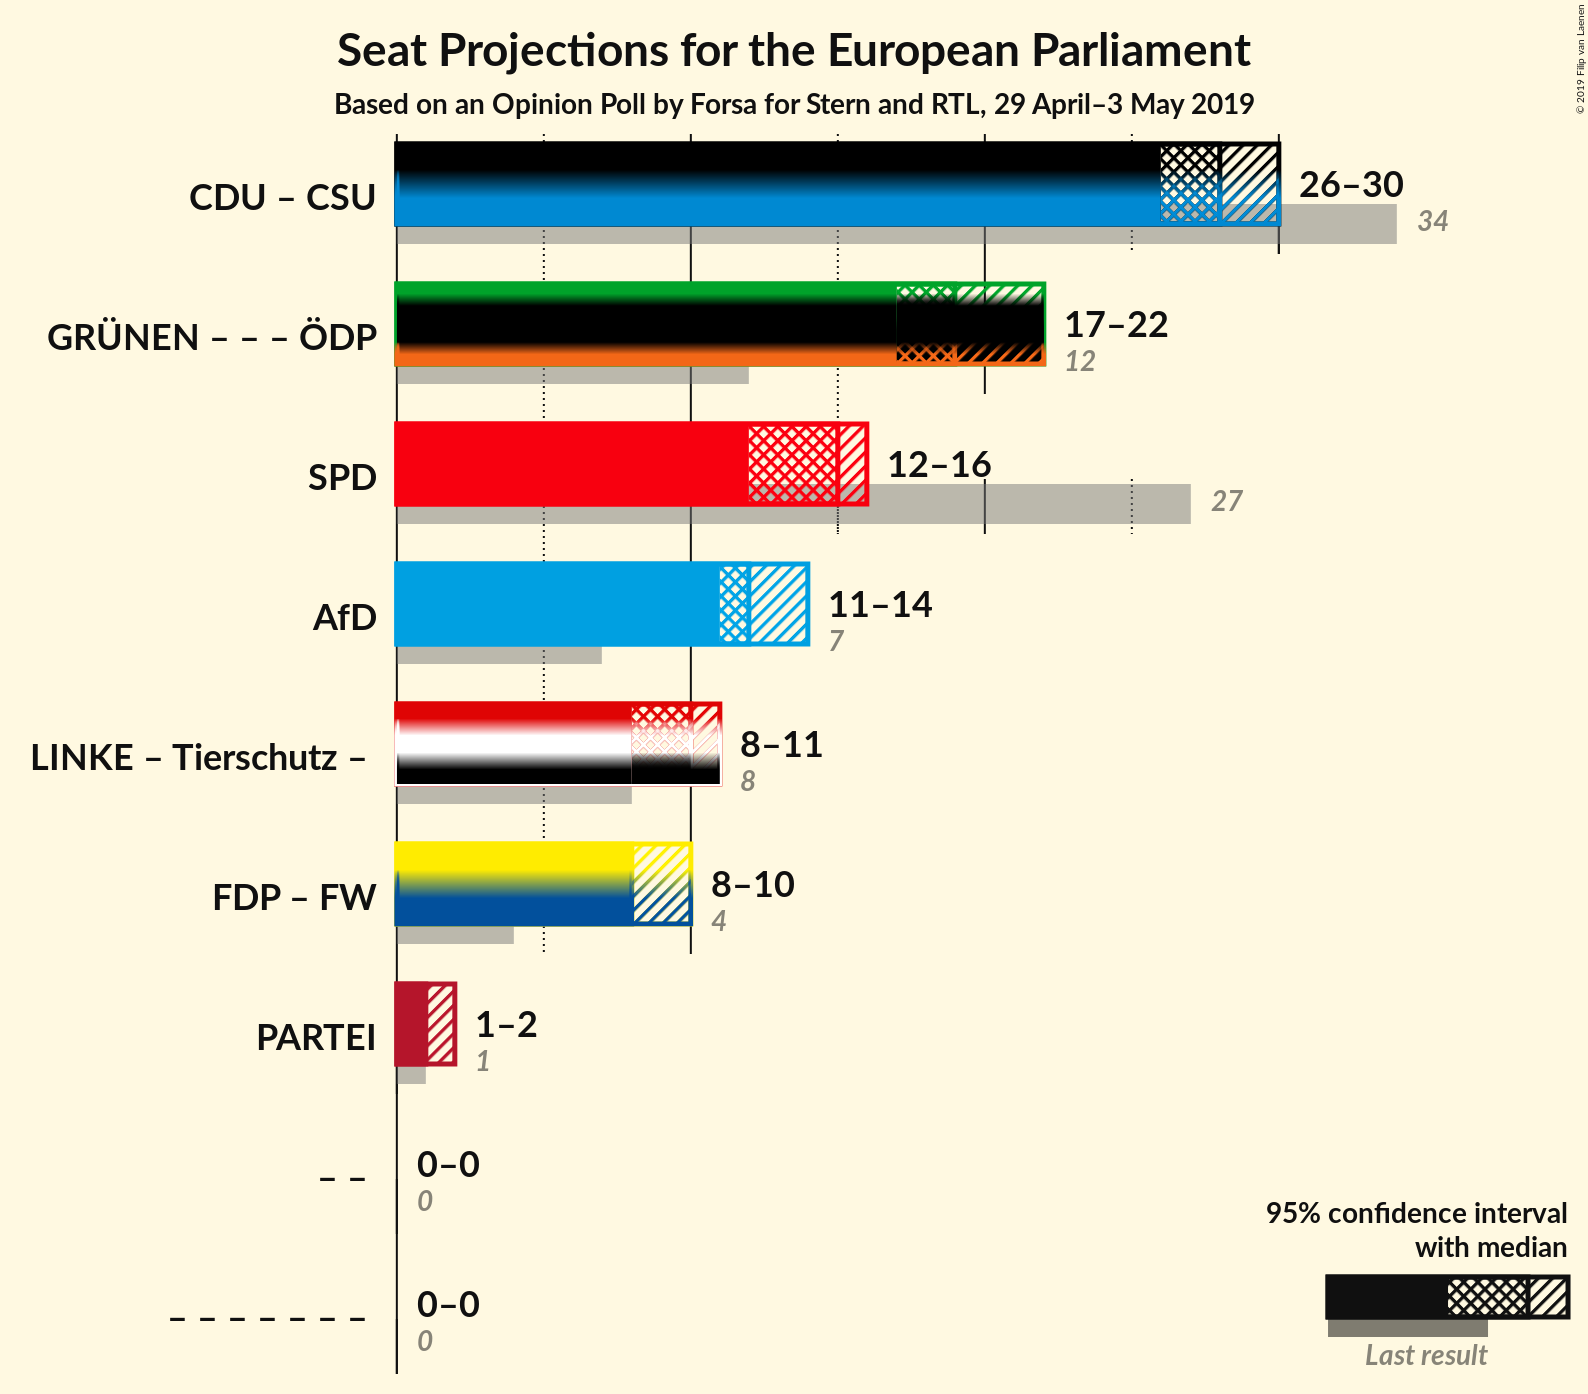 Seat Projections for the European Parliament
Based on an Opinion Poll by Forsa for Stern and RTL, 29 April–3 May 2019
© 2019 Filip van Laenen
CDU – CSU
26–30
34
GRÜNEN – – – ÖDP
17–22
12
SPD
12–16
27
AfD
11–14
7
LINKE – Tierschutz –
8–11
8
FDP – FW
8–10
4
PARTEI
1–2
1
– –
0–0
0
– – – – – – –
0–0
0
95% confidence interval
with median
Last result